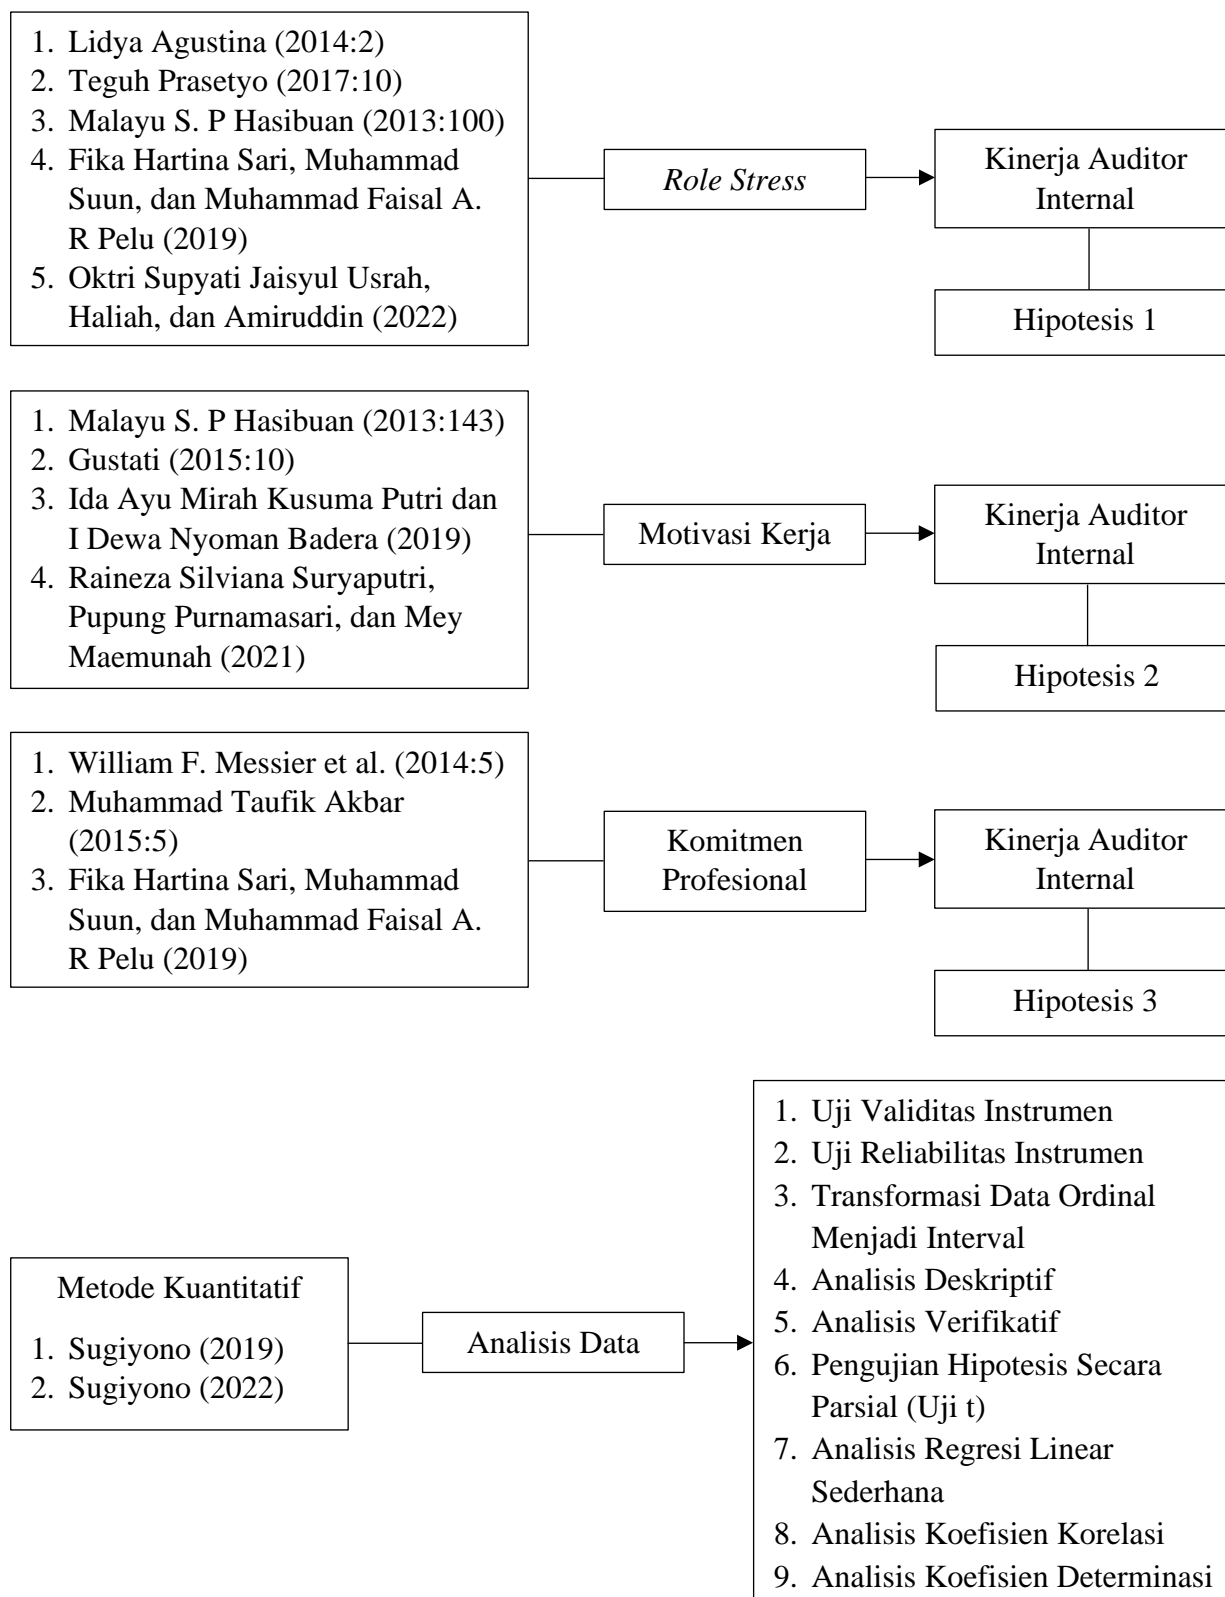 1. Lidya Agustina (2014:2)
2. Teguh Prasetyo (2017:10)
3. Malayu S. P Hasibuan (2013:100)
4. Fika Hartina Sari, Muhammad
Suun, dan Muhammad Faisal A.
R Pelu (2019)
5. Oktri Supyati Jaisyul Usrah,
Haliah, dan Amiruddin (2022)
Role Stress
Kinerja Auditor
Internal
Hipotesis 1
1. Malayu S. P Hasibuan (2013:143)
2. Gustati (2015:10)
3. Ida Ayu Mirah Kusuma Putri dan
I Dewa Nyoman Badera (2019)
4. Raineza Silviana Suryaputri,
Pupung Purnamasari, dan Mey
Maemunah (2021)
Motivasi Kerja
Kinerja Auditor
Internal
Hipotesis 2
1. William F. Messier et al. (2014:5)
2. Muhammad Taufik Akbar
(2015:5)
3. Fika Hartina Sari, Muhammad
Suun, dan Muhammad Faisal A.
R Pelu (2019)
Komitmen
Profesional
Kinerja Auditor
Internal
Hipotesis 3
Metode Kuantitatif
1. Sugiyono (2019)
2. Sugiyono (2022)
Analisis Data
1. Uji Validitas Instrumen
2. Uji Reliabilitas Instrumen
3. Transformasi Data Ordinal
Menjadi Interval
4. Analisis Deskriptif
5. Analisis Verifikatif
6. Pengujian Hipotesis Secara
Parsial (Uji t)
7. Analisis Regresi Linear
Sederhana
8. Analisis Koefisien Korelasi
9. Analisis Koefisien Determinasi